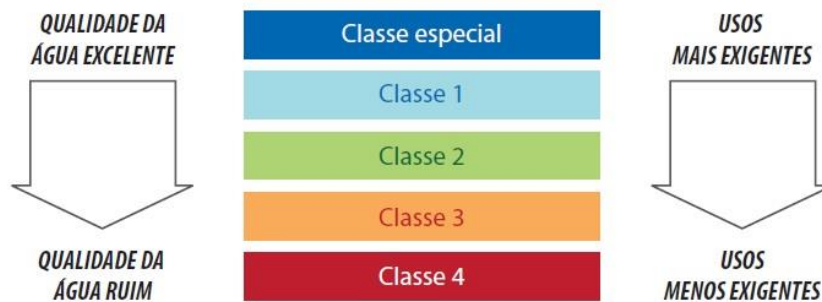 QUALIDADE DA
ÁGUA EXCELENTE
Classe especial
USOS
MAIS EXIGENTES
Classe 1
Classe 2
Classe 3
QUALIDADE DA
ÁGUA RUIM
Classe 4
USOS
MENOS EXIGENTES